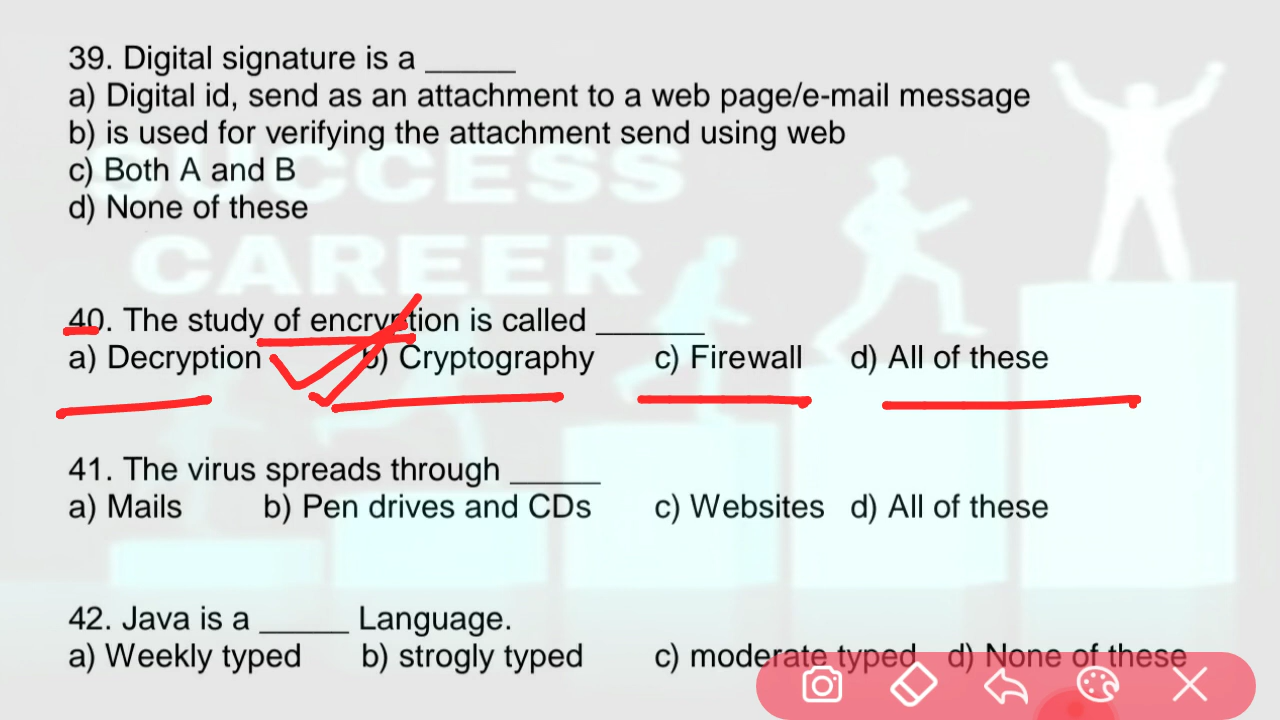 39. Digital signature is a _____
a) Digital id, send as an attachment to a web page/e-mail message
b) is used for verifying the attachment send using web
c) Both A and B
d) None of these
SUCCESS
CAREER
40. The study of encryption is called ______
a) Decryption b) Cryptography c) Firewall d) All of these
41. The virus spreads through _____
a) Mails b) Pen drives and CDs c) Websites d) All of these
42. Java is a _____ Language.
a) Weekly typed b) strogly typed c) moderate typed d) None of these